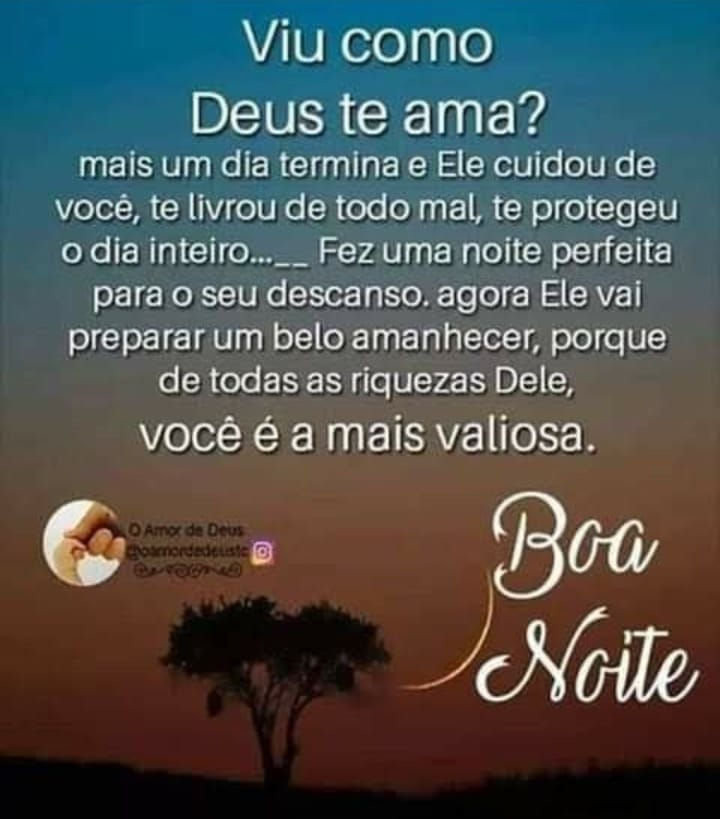 Viu como
Deus te ama?
mais um dia termina e Ele cuidou de
você, te livrou de todo mal, te protegeu
o dia inteiro...__ Fez uma noite perfeita
para o seu descanso. agora Ele vai
preparar um belo amanhecer, porque
de todas as riquezas Dele,
você é a mais valiosa.
O Amor de Deus
@oamordedeustc
Boa
Noite